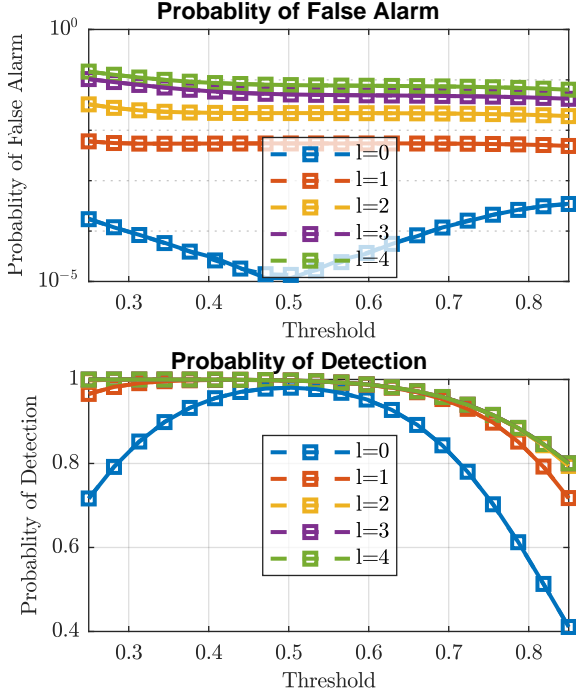 Probablity of False Alarm
Probablity of False Alarm
10^0
10^-5
l=0
l=1
l=2
l=3
l=4
0.3 0.4 0.5 0.6 0.7 0.8
Threshold
Probablity of Detection
Probablity of Detection
1
0.8
0.6
0.4
l=0
l=1
l=2
l=3
l=4
0.3 0.4 0.5 0.6 0.7 0.8
Threshold